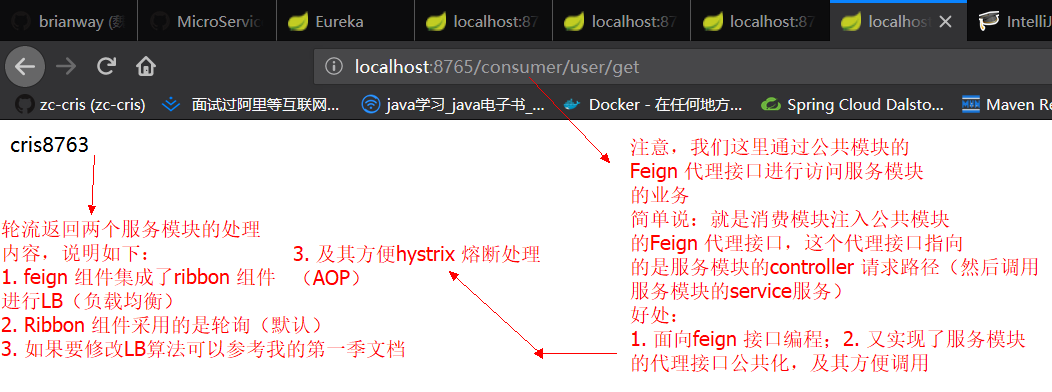 brianway (魏
MicroServic
Eureka
localhost:87
localhost:87
localhost:87
localhost:
IntelliJ
localhost:8765/consumer/user/get
zc-cris (zc-cris)
面试过阿里等互联网...
java学习_java电子书_...
Docker - 在任何地方...
Spring Cloud Dalsto...
Maven Re
cris8763
轮流返回两个服务模块的处理
内容，说明如下：
1. feign 组件集成了ribbon 组件
进行LB（负载均衡）
2. Ribbon 组件采用的是轮询（默认）
3. 如果要修改LB算法可以参考我的第一季文档
3. 及其方便hystrix 熔断处理
（AOP）
注意，我们这里通过公共模块的
Feign 代理接口进行访问服务模块
的业务
简单说：就是消费模块注入公共模块
的Feign 代理接口，这个代理接口指向
的是服务模块的controller 请求路径（然后调用
服务模块的service服务）
好处：
1. 面向feign 接口编程；2. 又实现了服务模块
的代理接口公共化，及其方便调用